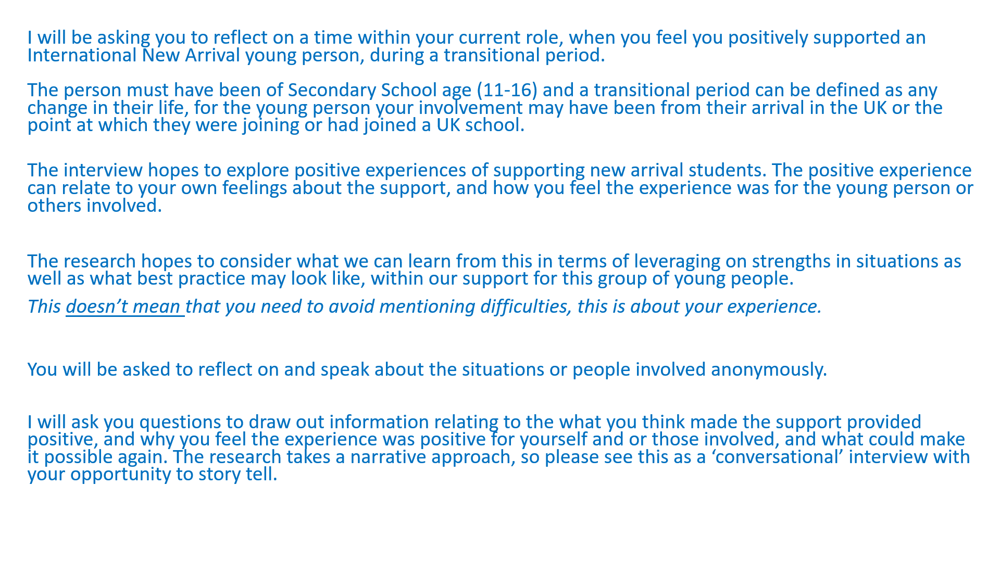 I will be asking you to reflect on a time within your current role, when you feel you positively supported an
International New Arrival young person, during a transitional period.
The person must have been of Secondary School age (11-16) and a transitional period can be defined as any
change in their life, for the young person your involvement may have been from their arrival in the UK or the
point at which they were joining or had joined a UK school.
The interview hopes to explore positive experiences of supporting new arrival students. The positive experience
can relate to your own feelings about the support, and how you feel the experience was for the young person or
others involved.
The research hopes to consider what we can learn from this in terms of leveraging on strengths in situations as
well as what best practice may look like, within our support for this group of young people.
This doesn’t mean that you need to avoid mentioning difficulties, this is about your experience.
You will be asked to reflect on and speak about the situations or people involved anonymously.
I will ask you questions to draw out information relating to the what you think made the support provided
positive, and why you feel the experience was positive for yourself and or those involved, and what could make
it possible again. The research takes a narrative approach, so please see this as a ‘conversational’ interview with
your opportunity to story tell.